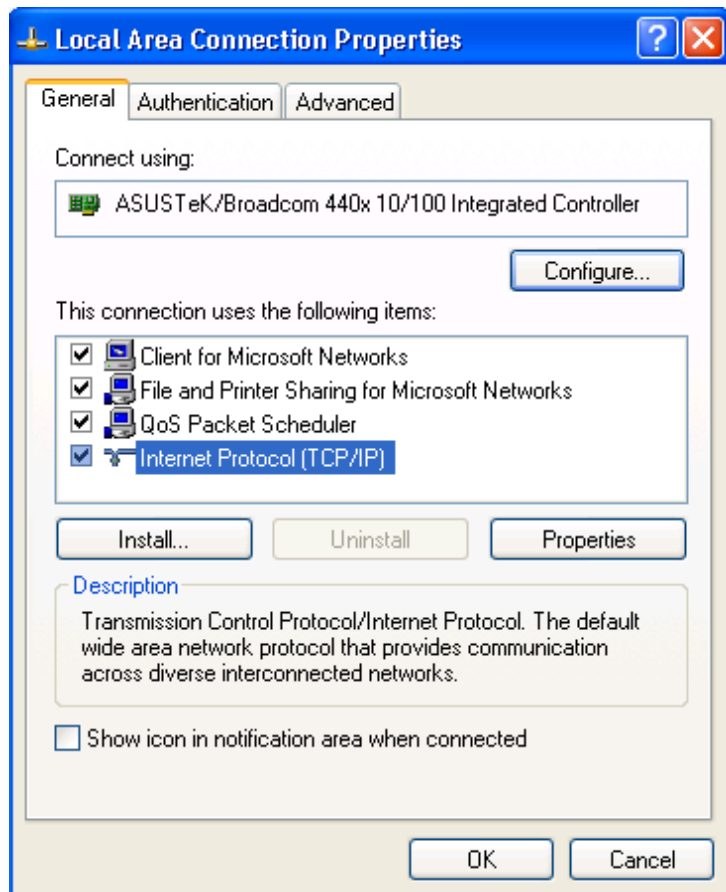 Local Area Connection Properties
General Authentication Advanced
Connect using:
ASUSTeK/Broadcom 440x 10/100 Integrated Controller
Configure...
This connection uses the following items:
Client for Microsoft Networks
File and Printer Sharing for Microsoft Networks
QoS Packet Scheduler
Internet Protocol (TCP/IP)
Install... Uninstall Properties
Description
Transmission Control Protocol/Internet Protocol. The default
wide area network protocol that provides communication
across diverse interconnected networks.
Show icon in notification area when connected
OK Cancel